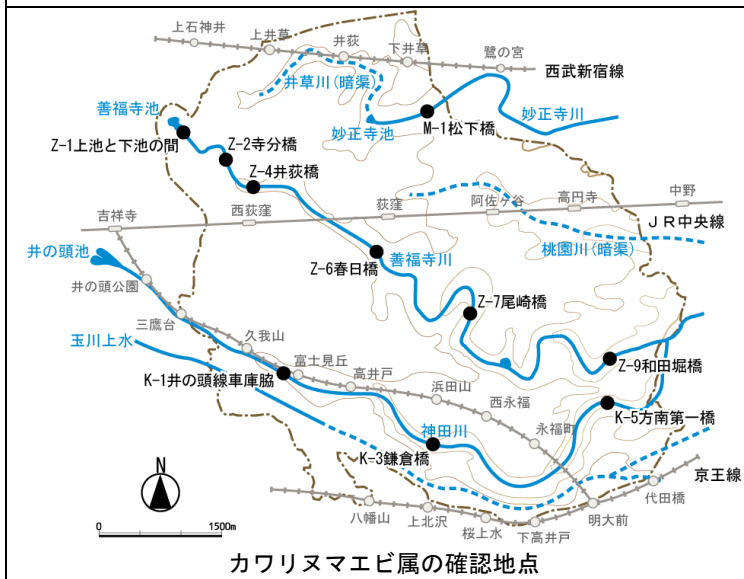 上石神井
上井草
井荻
下井草
鷺の宮
西武新宿線
井草川(暗渠)
善福寺池
妙正寺池
M-1松下橋
妙正寺川
Z-1上池と下池の間
Z-2寺分橋
Z-4井荻橋
吉祥寺
西荻窪
荻窪
阿佐ヶ谷
高円寺
中野
JR中央線
井の頭池
井の頭公園
Z-6春日橋
善福寺川
桃園川(暗渠)
Z-7尾崎橋
三鷹台
玉川上水
久我山
富士見丘
K-1井の頭線車庫脇
高井戸
浜田山
西永福
永福町
Z-9和田堀橋
K-5方南第一橋
神田川
K-3鎌倉橋
京王線
N
0
1500m
八幡山
上北沢
桜上水
下高井戸
明大前
代田橋
カワリヌマエビ属の確認地点